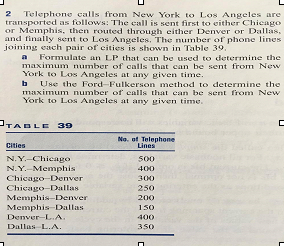 2 Telephone calls from New York to Los Angeles are
transported as follows: The call is sent first to either Chicago
or Memphis, then routed through either Denver or Dallas,
and finally sent to Los Angeles. The number of phone lines
joining each pair of cities is shown in Table 39.
a Formulate an LP that can be used to determine the
maximum number of calls that can be sent from New
York to Los Angeles at any given time.
b Use the Ford–Fulkerson method to determine the
maximum number of calls that can be sent from New
York to Los Angeles at any given time.
TABLE 39
Cities No. of Telephone Lines
N.Y.–Chicago 500
N.Y.–Memphis 400
Chicago–Denver 300
Chicago–Dallas 250
Memphis–Denver 200
Memphis–Dallas 150
Denver–L.A. 400
Dallas–L.A. 350